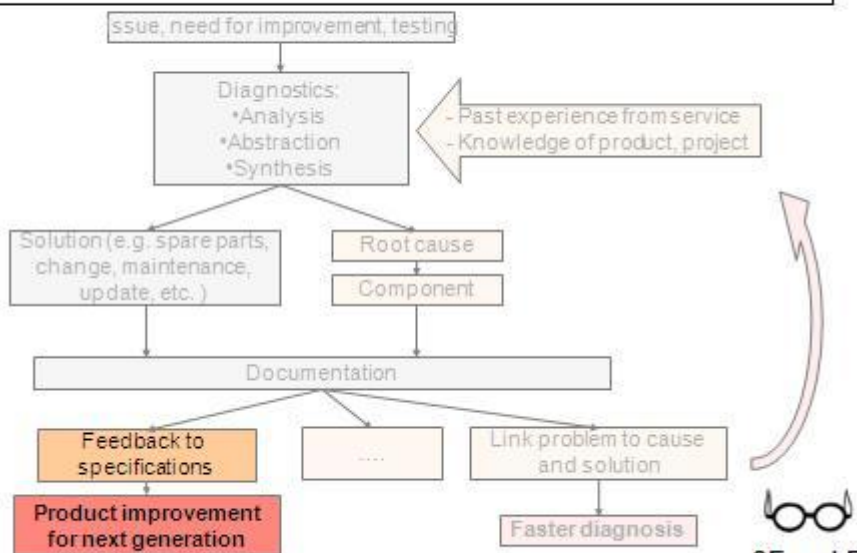 Issue, need for improvement, testing
Diagnostics:
•Analysis
•Abstraction
•Synthesis
- Past experience from service
- Knowledge of product, project
Solution (e.g. spare parts,
change, maintenance,
update, etc. )
Root cause
Component
Documentation
Feedback to
specifications
....
Link problem to cause
and solution
Product improvement
for next generation
Faster diagnosis